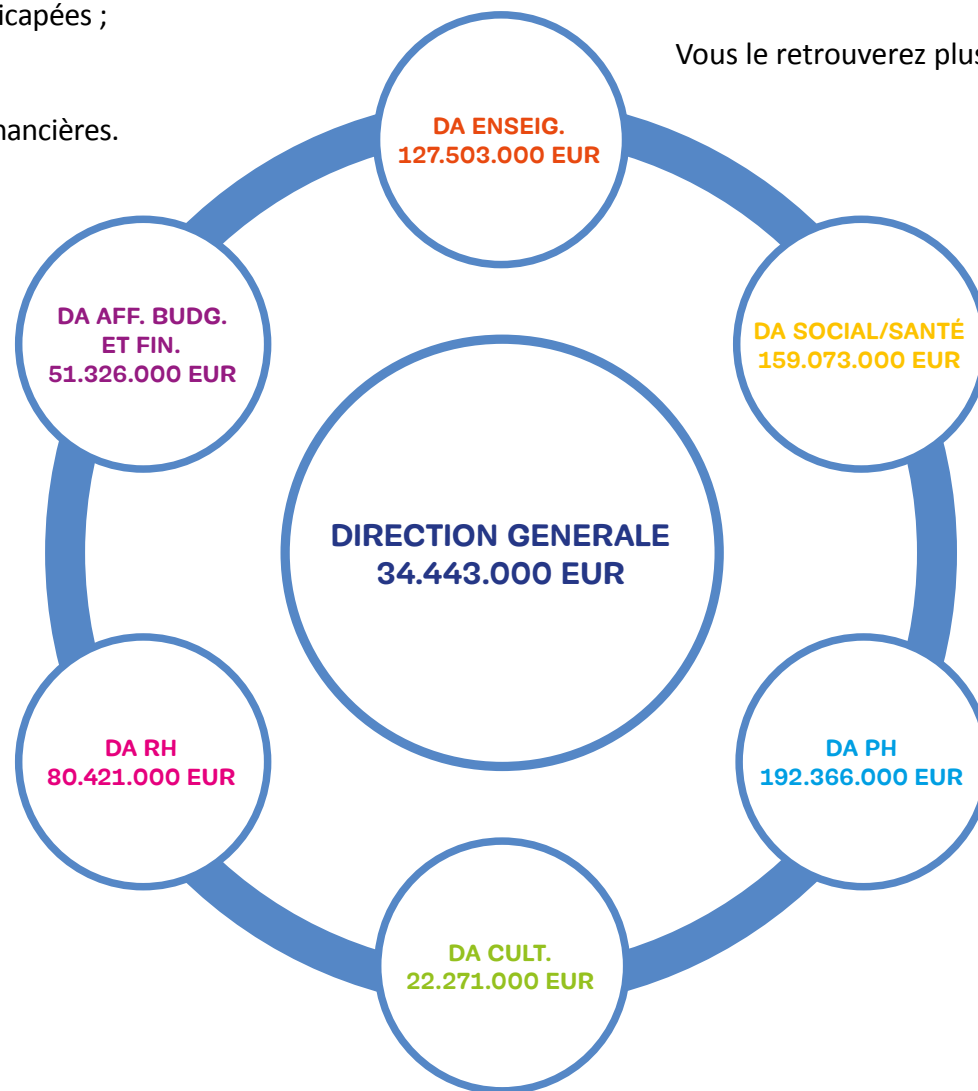 icapées ;
Vous le retrouverez plus
nancières.
DA ENSEIG.
127.503.000 EUR
DA AFF. BUDG.
ET FIN.
51.326.000 EUR
DA SOCIAL/SANTÉ
159.073.000 EUR
DIRECTION GENERALE
34.443.000 EUR
DA RH
80.421.000 EUR
DA PH
192.366.000 EUR
DA CULT.
22.271.000 EUR